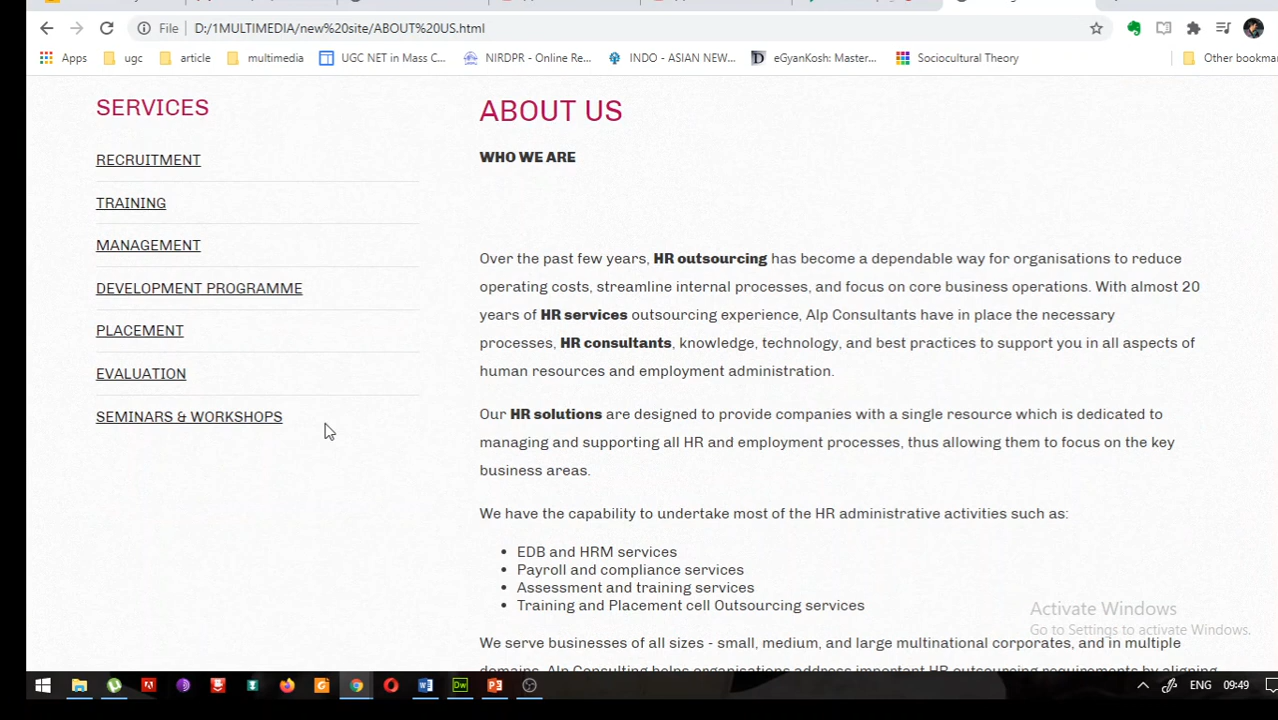 File
D:/1MULTIMEDIA/new%20site/ABOUT%20US.html
Apps
ugc
article
multimedia
UGC NET in Mass C...
NIRDPR - Online Re...
INDO - ASIAN NEW...
eGyanKosh: Master...
Sociocultural Theory
Other bookmar
SERVICES
RECRUITMENT
TRAINING
MANAGEMENT
DEVELOPMENT PROGRAMME
PLACEMENT
EVALUATION
SEMINARS & WORKSHOPS
ABOUT US
WHO WE ARE
Over the past few years, HR outsourcing has become a dependable way for organisations to reduce
operating costs, streamline internal processes, and focus on core business operations. With almost 20
years of HR services outsourcing experience, Alp Consultants have in place the necessary
processes, HR consultants, knowledge, technology, and best practices to support you in all aspects of
human resources and employment administration.
Our HR solutions are designed to provide companies with a single resource which is dedicated to
managing and supporting all HR and employment processes, thus allowing them to focus on the key
business areas.
We have the capability to undertake most of the HR administrative activities such as:
• EDB and HRM services
• Payroll and compliance services
• Assessment and training services
• Training and Placement cell Outsourcing services
We serve businesses of all sizes - small, medium, and large multinational corporates, and in multiple
domains. Alp Consulting helps organisations address important HR outsourcing requirements by aligning
Activate Windows
Go to Settings to activate Windows.
ENG
09:49